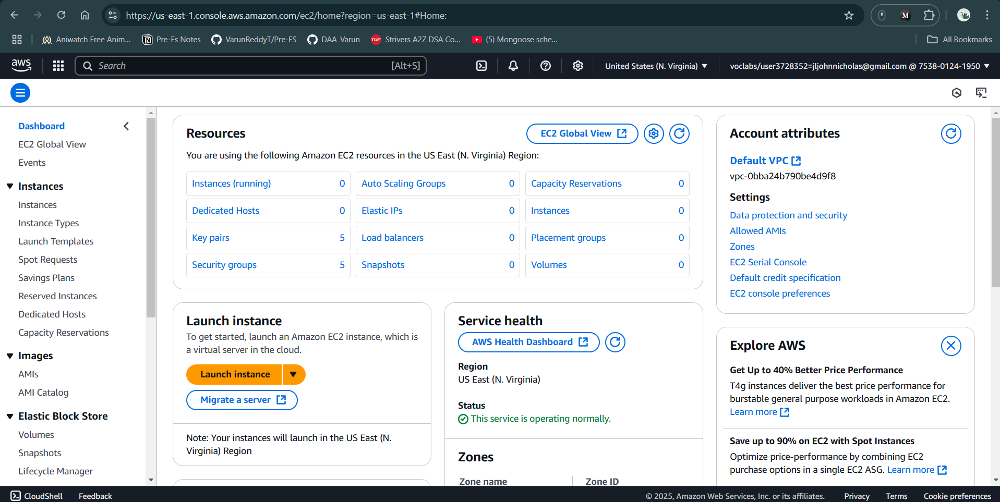 https://us-east-1.console.aws.amazon.com/ec2/home?region=us-east-1#Home:
M
Aniwatch Free Anim...
Pre-Fs Notes
VarunReddyT/Pre-FS
DAA_Varun
TUF
Strivers A2Z DSA Co...
(5) Mongoose sche...
All Bookmarks
aws
Search
[Alt+S]
United States (N. Virginia)
voclabs/user3728352=jljohnnicholas@gmail.com @ 7538-0124-1950
Dashboard
EC2 Global View
Events
Instances
Instances
Instance Types
Launch Templates
Spot Requests
Savings Plans
Reserved Instances
Dedicated Hosts
Capacity Reservations
Images
AMIs
AMI Catalog
Elastic Block Store
Volumes
Snapshots
Lifecycle Manager
Resources
EC2 Global View
You are using the following Amazon EC2 resources in the US East (N. Virginia) Region:
Instances (running) 0
Auto Scaling Groups 0
Capacity Reservations 0
Dedicated Hosts 0
Elastic IPs 0
Instances 0
Key pairs 5
Load balancers 0
Placement groups 0
Security groups 5
Snapshots 0
Volumes 0
Launch instance
To get started, launch an Amazon EC2 instance, which is
a virtual server in the cloud.
Launch instance
Migrate a server
Note: Your instances will launch in the US East (N.
Virginia) Region
Service health
AWS Health Dashboard
Region
US East (N. Virginia)
Status
This service is operating normally.
Zones
Zone name
Zone ID
Account attributes
Default VPC
vpc-0bba24b790be4d9f8
Settings
Data protection and security
Allowed AMIs
Zones
EC2 Serial Console
Default credit specification
EC2 console preferences
Explore AWS
Get Up to 40% Better Price Performance
T4g instances deliver the best price performance for
burstable general purpose workloads in Amazon EC2.
Learn more
Save up to 90% on EC2 with Spot Instances
Optimize price-performance by combining EC2
purchase options in a single EC2 ASG. Learn more
CloudShell
Feedback
© 2025, Amazon Web Services, Inc. or its affiliates.
Privacy
Terms
Cookie preferences